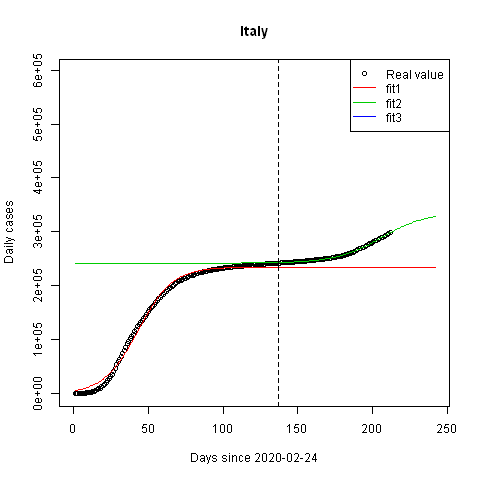 Italy
Daily cases
6e+05
5e+05
4e+05
3e+05
2e+05
1e+05
0e+00
Real value
fit1
fit2
fit3
0 50 100 150 200 250
Days since 2020-02-24